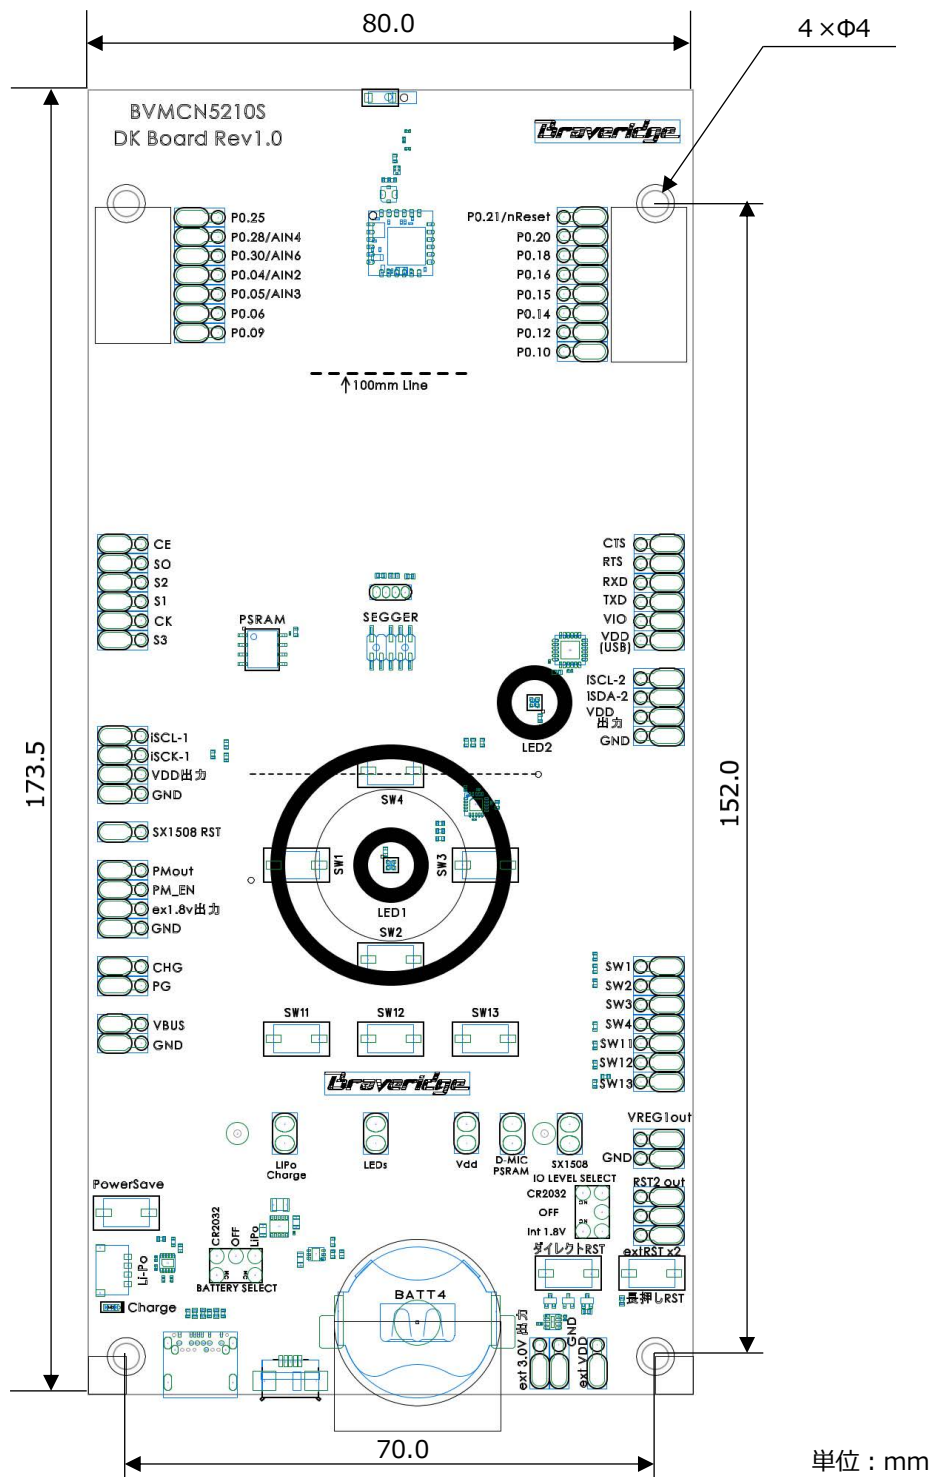 80.0
4×Φ4
BVMCN5210S
DK Board Rev1.0
Braveridge
P0.25
P0.28/AIN4
P0.30/AIN6
P0.04/AIN2
P0.05/AIN3
P0.06
P0.09
P0.21/nReset
P0.20
P0.18
P0.16
P0.15
P0.14
P0.12
P0.10
↑100mm Line
CE
SO
S2
S1
CK
S3
PSRAM
SEGGER
CTS
RTS
RXD
TXD
VIO
VDD
(USB)
iSCL-2
iSDA-2
VDD
出力
GND
LED2
173.5
152.0
iSCL-1
iSCK-1
VDD出力
GND
SX1508 RST
PMout
PM_EN
ex1.8v出力
GND
CHG
PG
VBUS
GND
SW4
SW1
SW3
LED1
SW2
SW11
SW12
SW13
Braveridge
SW1
SW2
SW3
SW4
SW11
SW12
SW13
VREG1out
GND
RST2 out
LiPo
Charge
LEDs
Vdd
D-MIC
PSRAM
SX1508
IO LEVEL SELECT
CR2032
OFF
Int 1.8V
NC
PowerSave
Li-Po
Charge
CR2032
OFF
LiPo
NC
NC
BATTERY SELECT
BATT4
ダイレクトRST
extRST x2
長押しRST
ext 3.0V 出力
GND
ext VDD
70.0
単位：mm